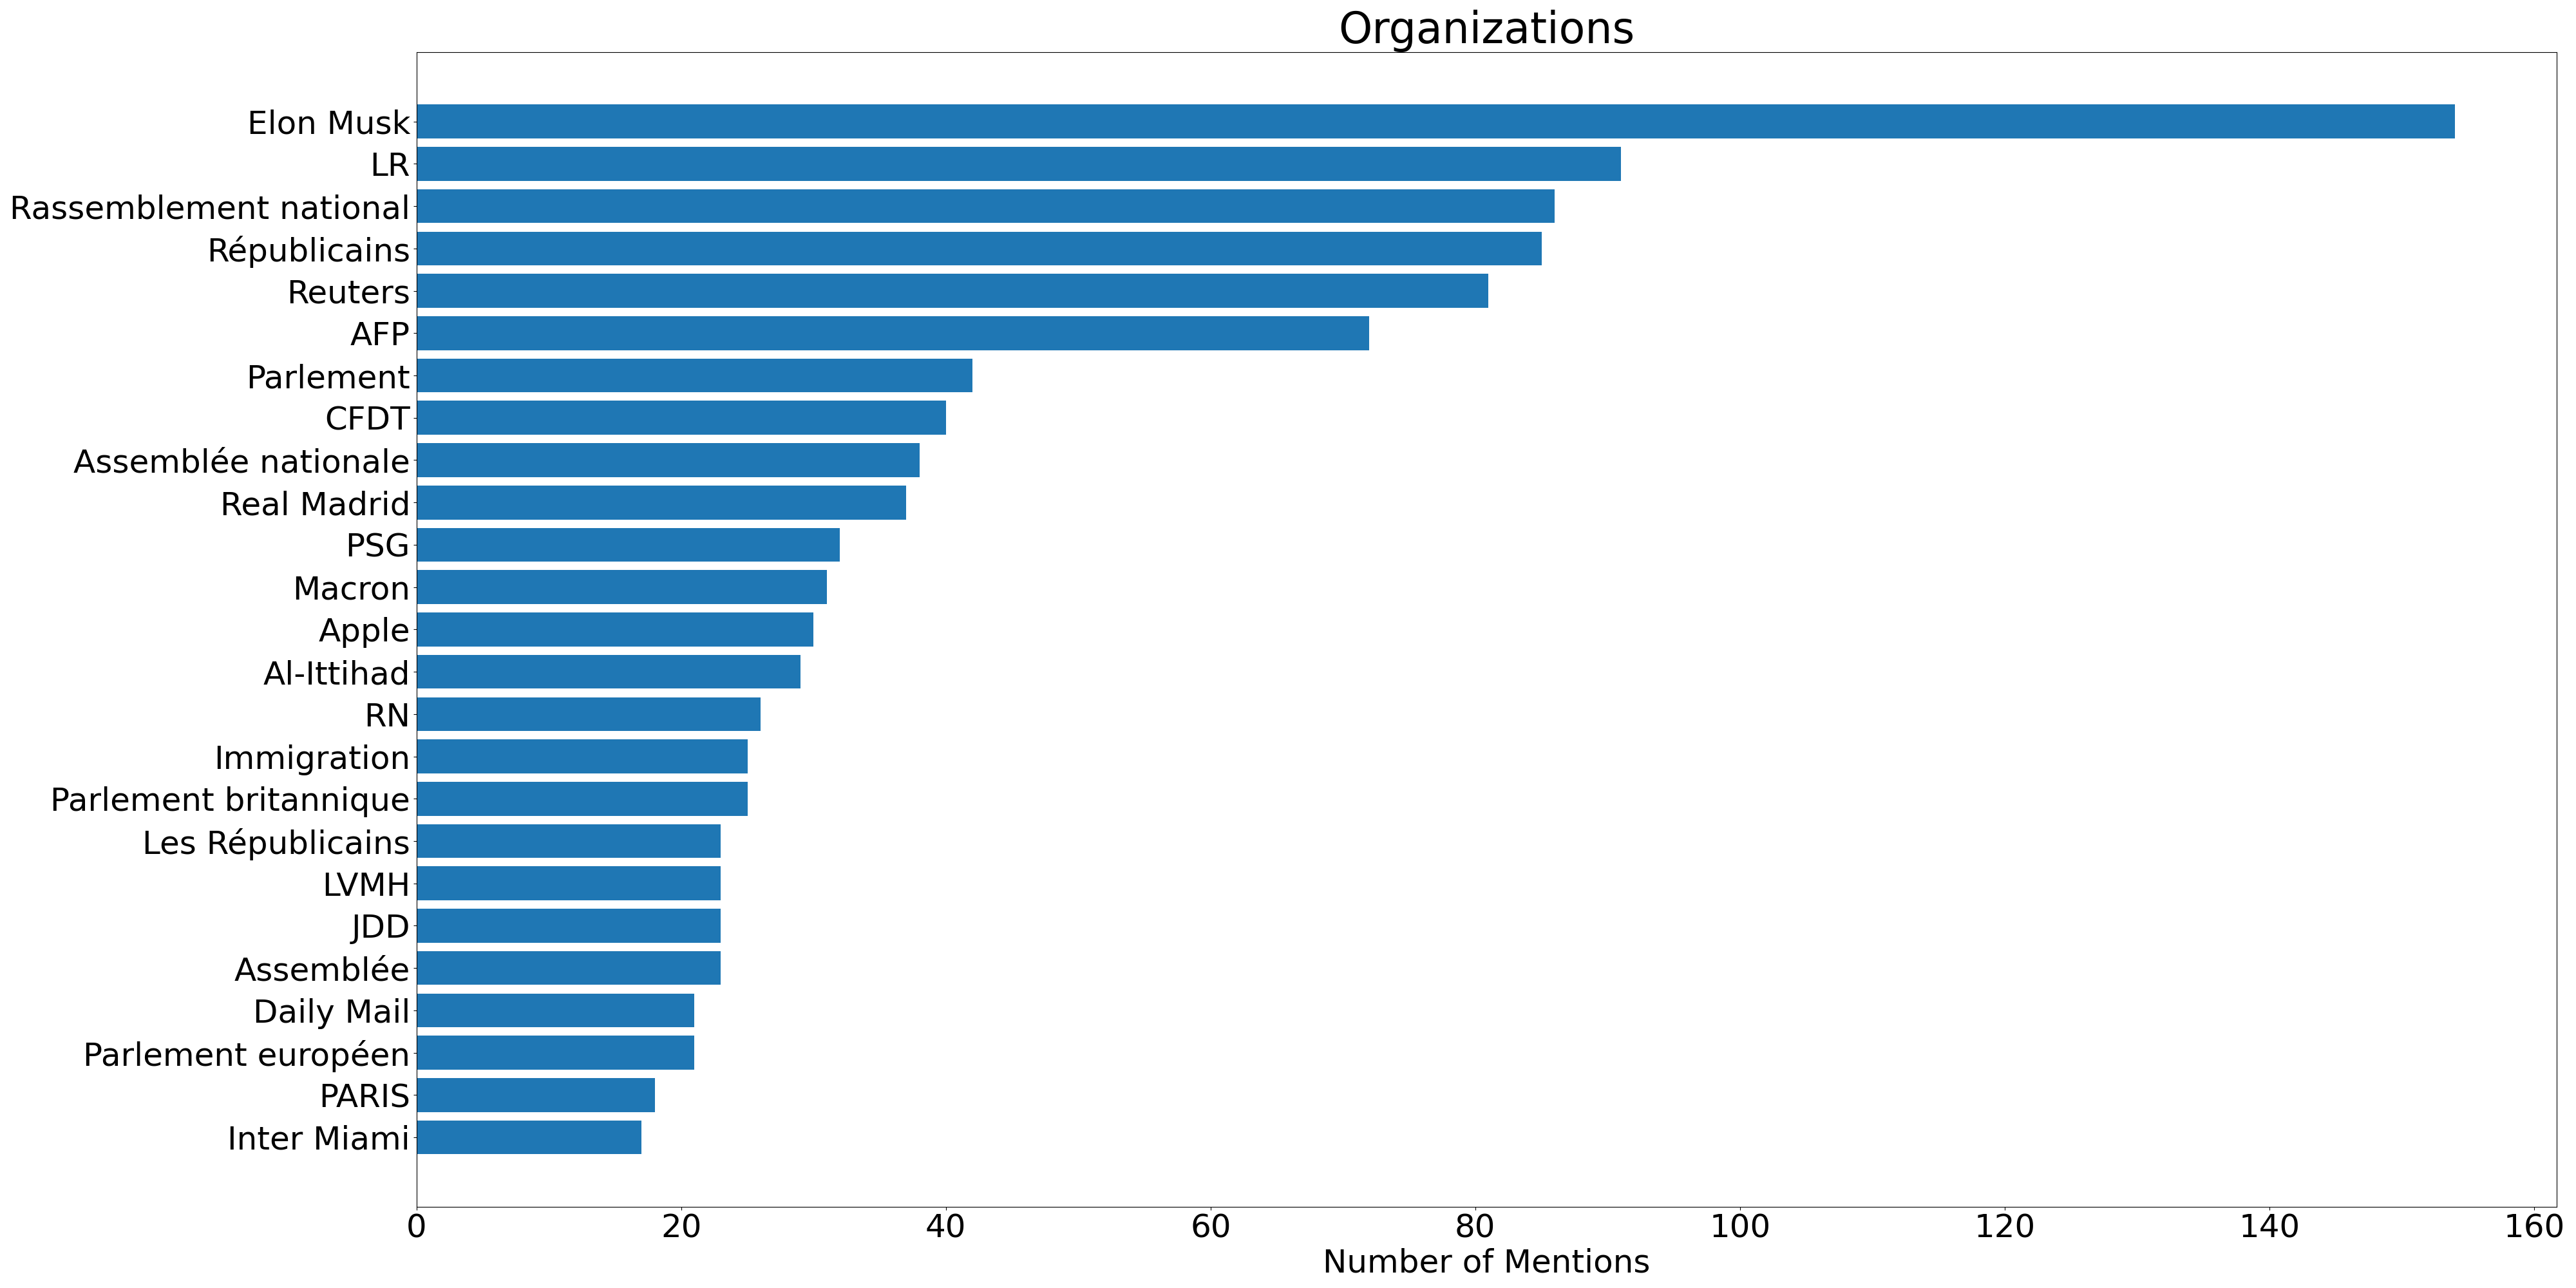 Organizations
Elon Musk
LR
Rassemblement national
Républicains
Reuters
AFP
Parlement
CFDT
Assemblée nationale
Real Madrid
PSG
Macron
Apple
Al-Ittihad
RN
Immigration
Parlement britannique
Les Républicains
LVMH
JDD
Assemblée
Daily Mail
Parlement européen
PARIS
Inter Miami
0 20 40 60 80 100 120 140 160
Number of Mentions